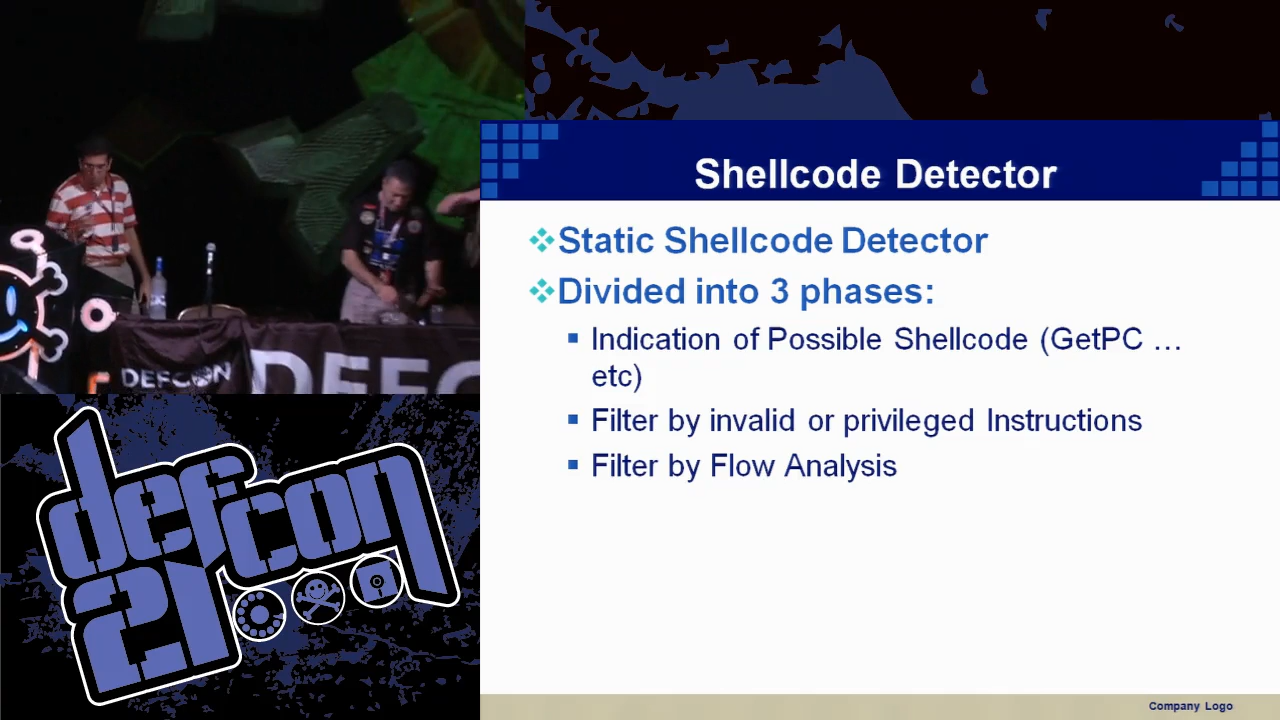 Shellcode Detector
Static Shellcode Detector
Divided into 3 phases:
Indication of Possible Shellcode (GetPC …
etc)
Filter by invalid or privileged Instructions
Filter by Flow Analysis
Company Logo
DEFCON
DEFC
defcon
21